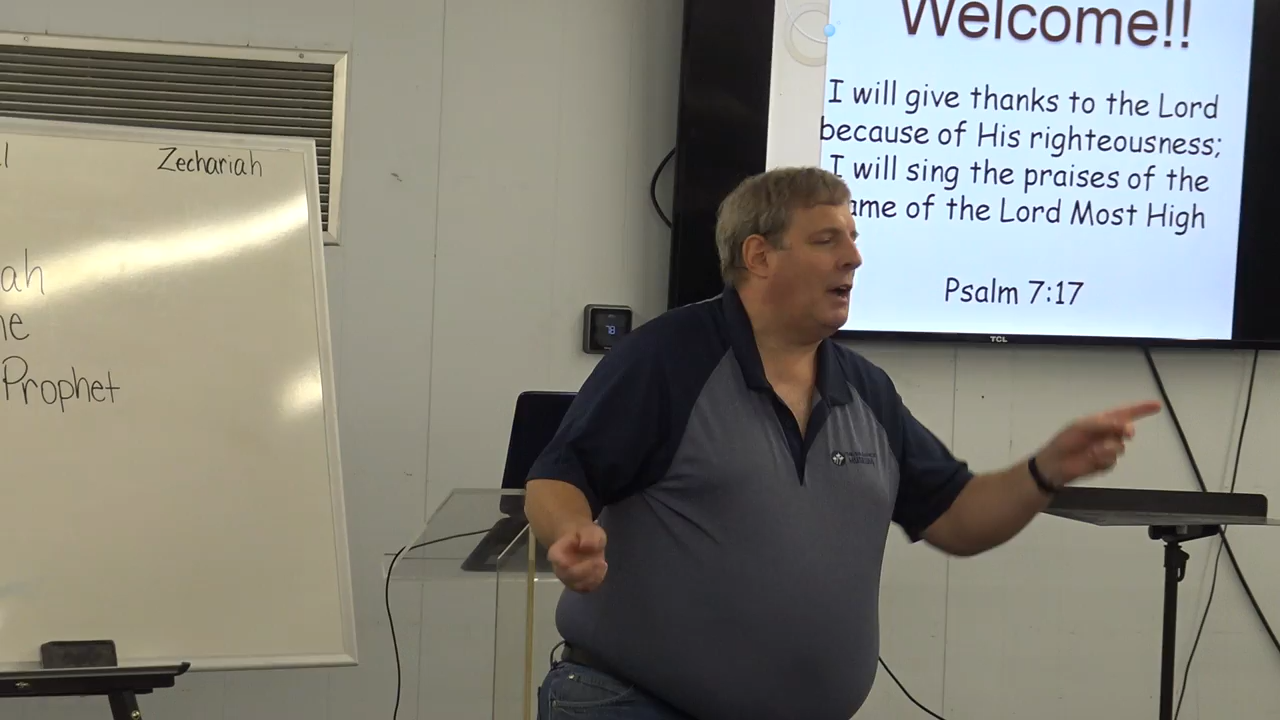 Welcome!!
I will give thanks to the Lord
because of His righteousness;
I will sing the praises of the
ame of the Lord Most High
Psalm 7:17
TCL
Zechariah
ah
Prophet
78